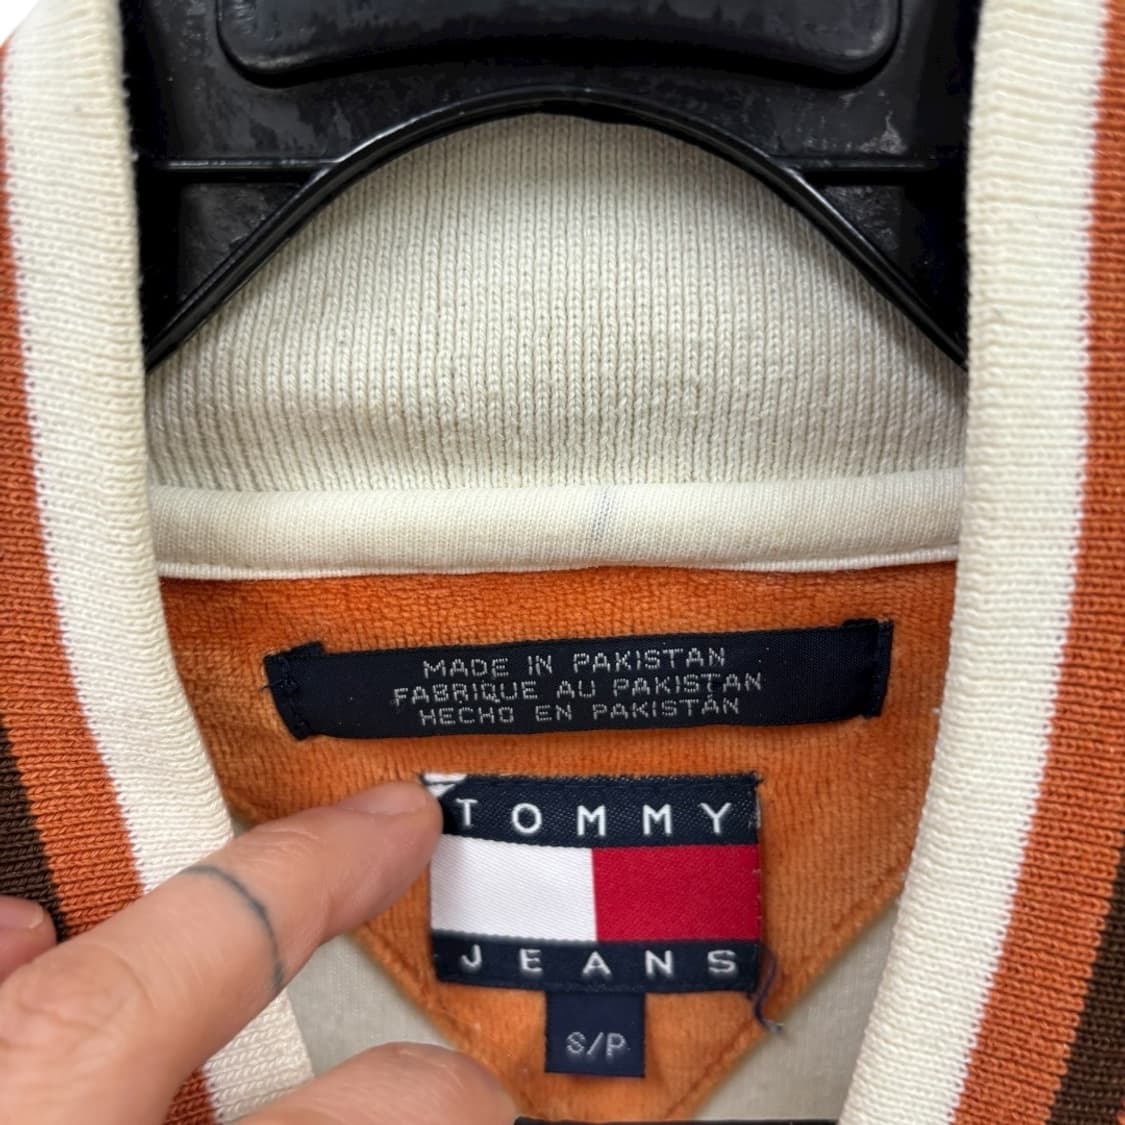 MADE IN PAKISTAN
FABRIQUE AU PAKISTAN
HECHO EN PAKISTAN
TOMMY
JEANS
S/P